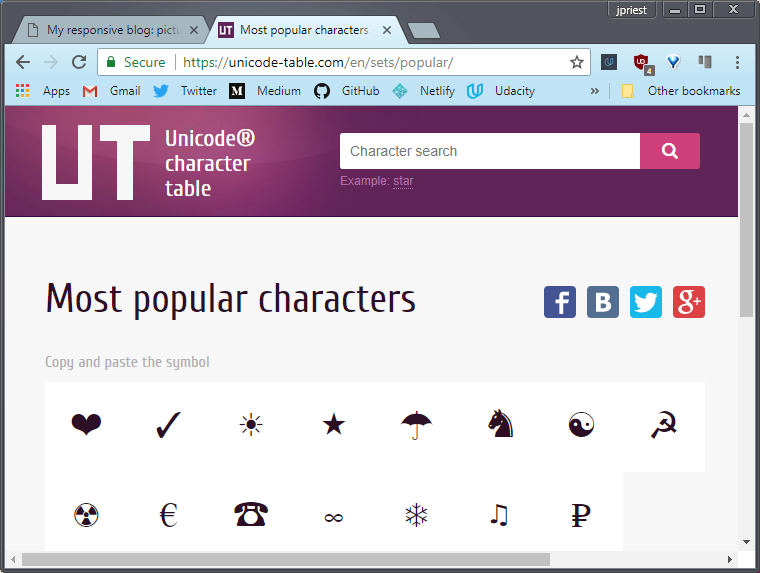 jpriest
My responsive blog: pictu
Most popular characters
Secure
https://unicode-table.com/en/sets/popular/
4
Apps
Gmail
Twitter
Medium
GitHub
Netlify
Udacity
»
Other bookmarks
UT
Unicode®
character
table
Character search
Example: star
Most popular characters
Copy and paste the symbol
❤ ✓ ☀ ★ ☂ ♞ ☯ ☭
☢ € ☎ ∞ ❄ ♫ ₽